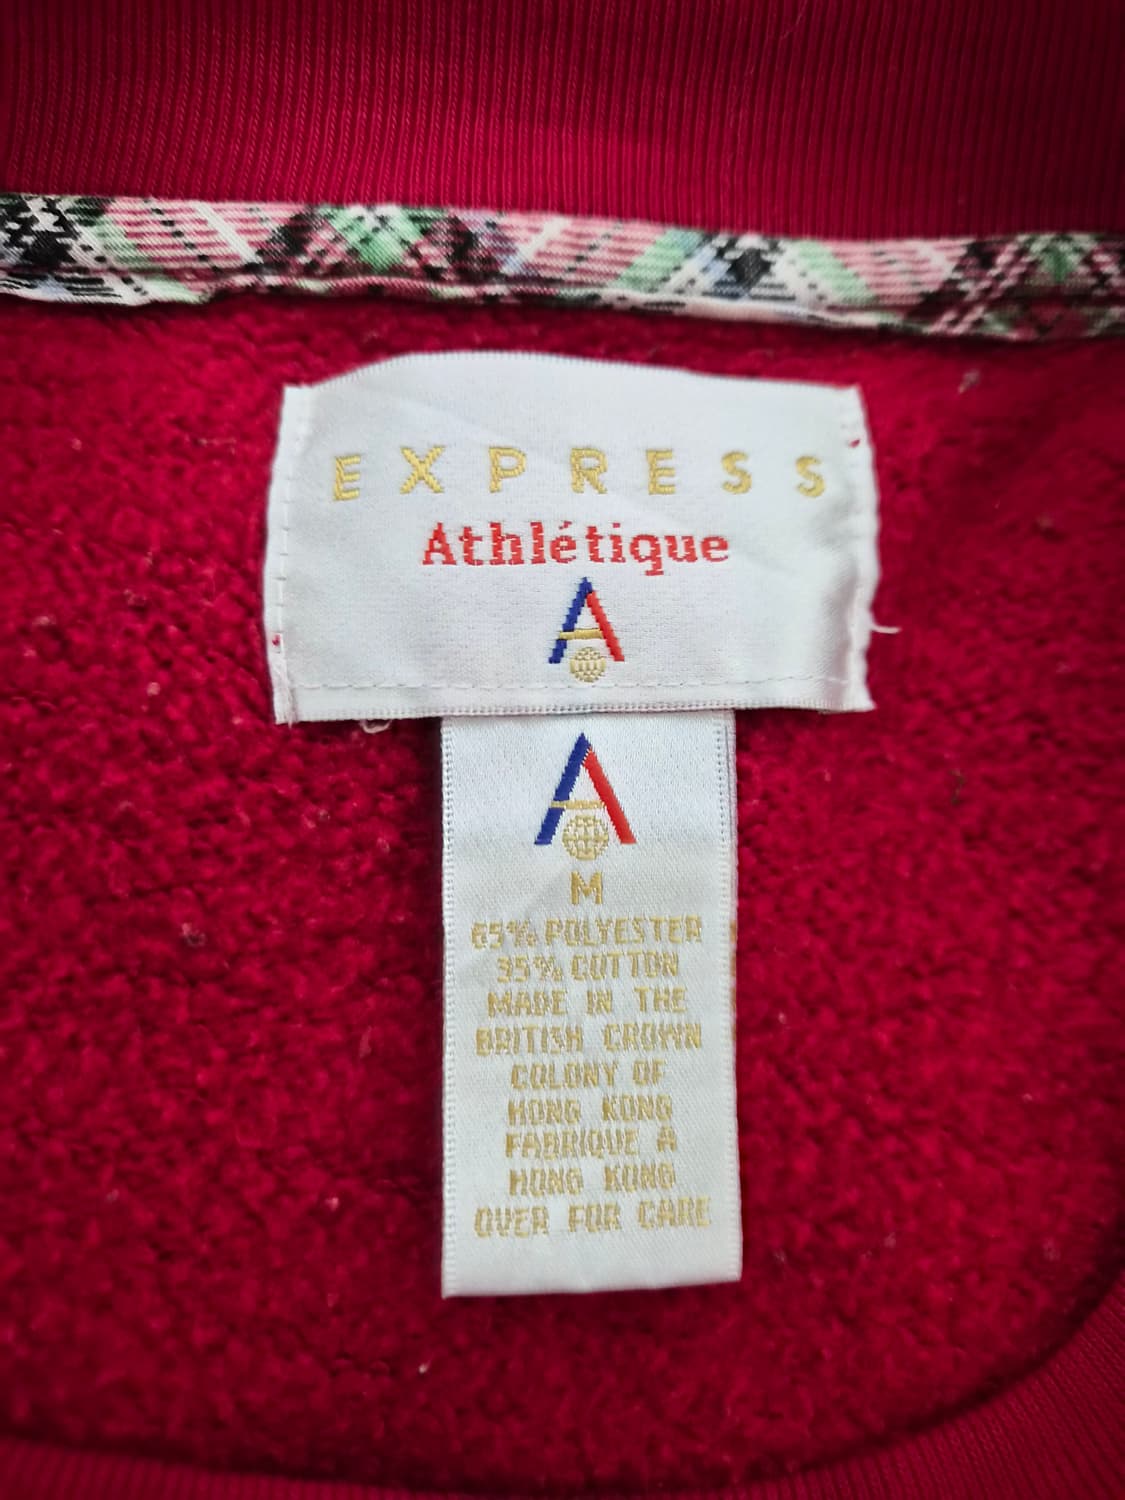 EXPRESS
Athlétique
M
65% POLYESTER
35% COTTON
MADE IN THE
BRITISH CROWN
COLONY OF
HONG KONG
FABRIQUE A
HONG KONG
OVER FOR CARE